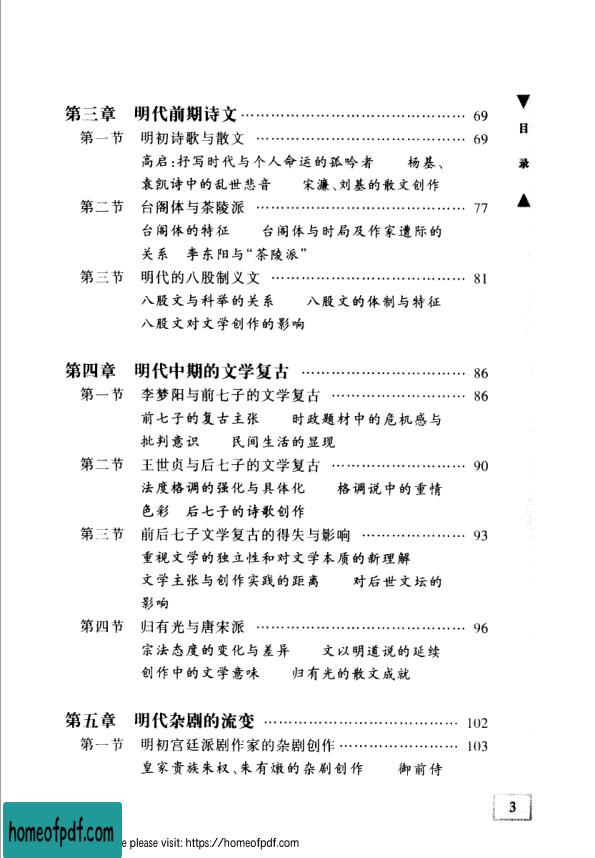 第三章 明代前期诗文………………………………… 69
第一节 明初诗歌与散文 ……………………………… 69
高启:抒写时代与个人命运的孤吟者 杨基、
袁凯诗中的乱世悲音 宋濂、刘基的散文创作
第二节 台阁体与茶陵派 ……………………………… 77
台阁体的特征 台阁体与时局及作家遭际的
关系 李东阳与“茶陵派”
第三节 明代的八股制义文 …………………………… 81
八股文与科举的关系 八股文的体制与特征
八股文对文学创作的影响
第四章 明代中期的文学复古 ………………………… 86
第一节 李梦阳与前七子的文学复古 ………………… 86
前七子的复古主张 时政题材中的危机感与
批判意识 民间生活的显现
第二节 王世贞与后七子的文学复古 ………………… 90
法度格调的强化与具体化 格调说中的重情
色彩 后七子的诗歌创作
第三节 前后七子文学复古的得失与影响 …………… 93
重视文学的独立性和对文学本质的新理解
文学主张与创作实践的距离 对后世文坛的
影响
第四节 归有光与唐宋派 ……………………………… 96
宗法态度的变化与差异 文以明道说的延续
创作中的文学意味 归有光的散文成就
第五章 明代杂剧的流变 ……………………………… 102
第一节 明初宫廷派剧作家的杂剧创作……………… 103
皇家贵族朱权、朱有燉的杂剧创作 御前侍
▼
目
录
▲
3
homeofpdf.com
e please visit: https://homeofpdf.com